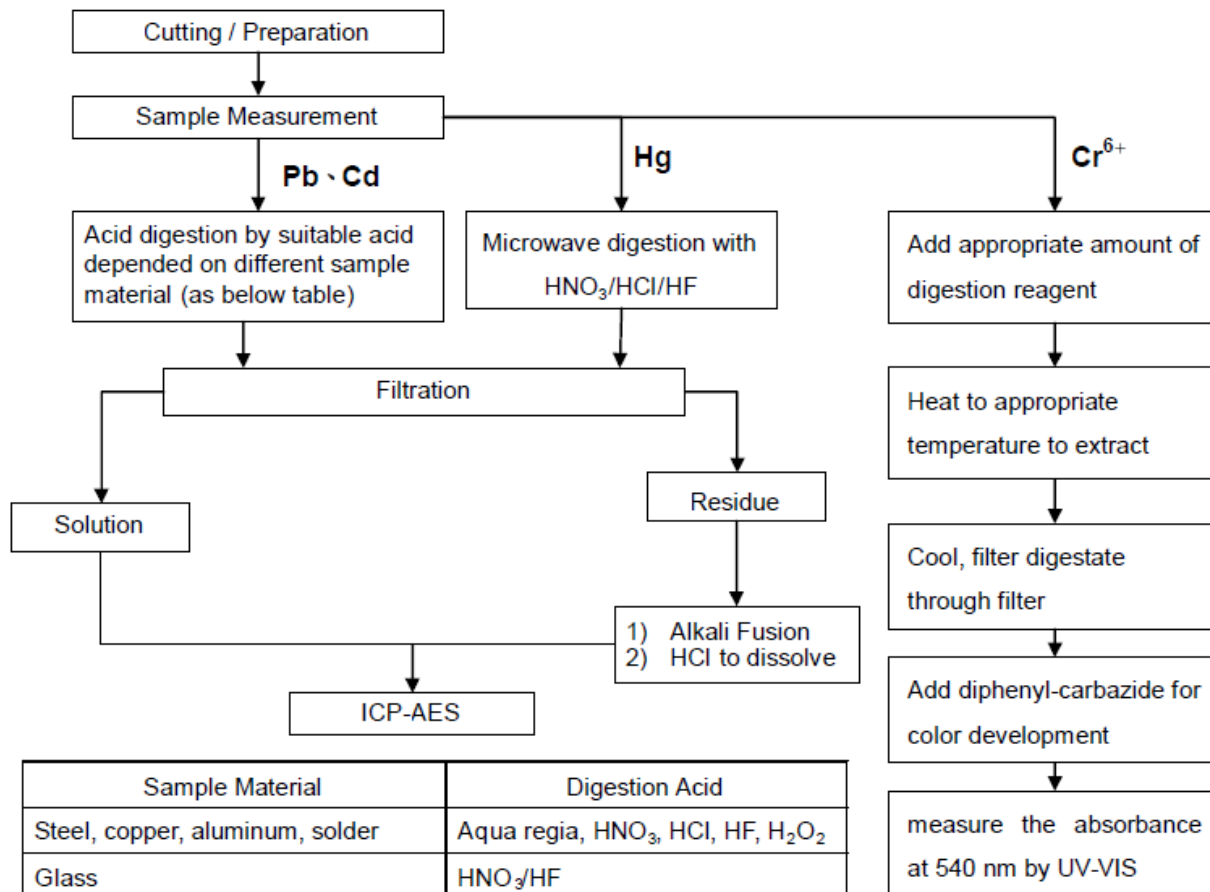 Cutting / Preparation
Sample Measurement
Pb、Cd
Hg
Cr⁶⁺
Acid digestion by suitable acid
depended on different sample
material (as below table)
Microwave digestion with
HNO₃/HCl/HF
Add appropriate amount of
digestion reagent
Filtration
Heat to appropriate
temperature to extract
Solution
Residue
Cool, filter digestate
through filter
1) Alkali Fusion
2) HCl to dissolve
ICP-AES
Add diphenyl-carbazide for
color development
measure the absorbance
at 540 nm by UV-VIS
Sample Material Digestion Acid
Steel, copper, aluminum, solder Aqua regia, HNO₃, HCl, HF, H₂O₂
Glass HNO₃/HF